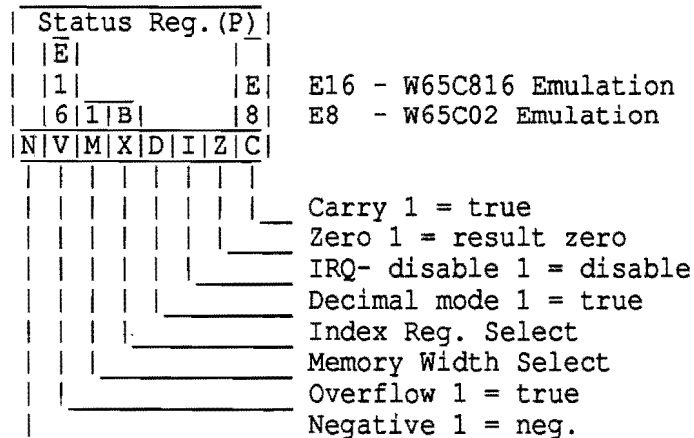 Status Reg.(P)
E
1 E E16 - W65C816 Emulation
6 1 B 8 E8 - W65C02 Emulation
N V M X D I Z C
Carry 1 = true
Zero 1 = result zero
IRQ- disable 1 = disable
Decimal mode 1 = true
Index Reg. Select
Memory Width Select
Overflow 1 = true
Negative 1 = neg.